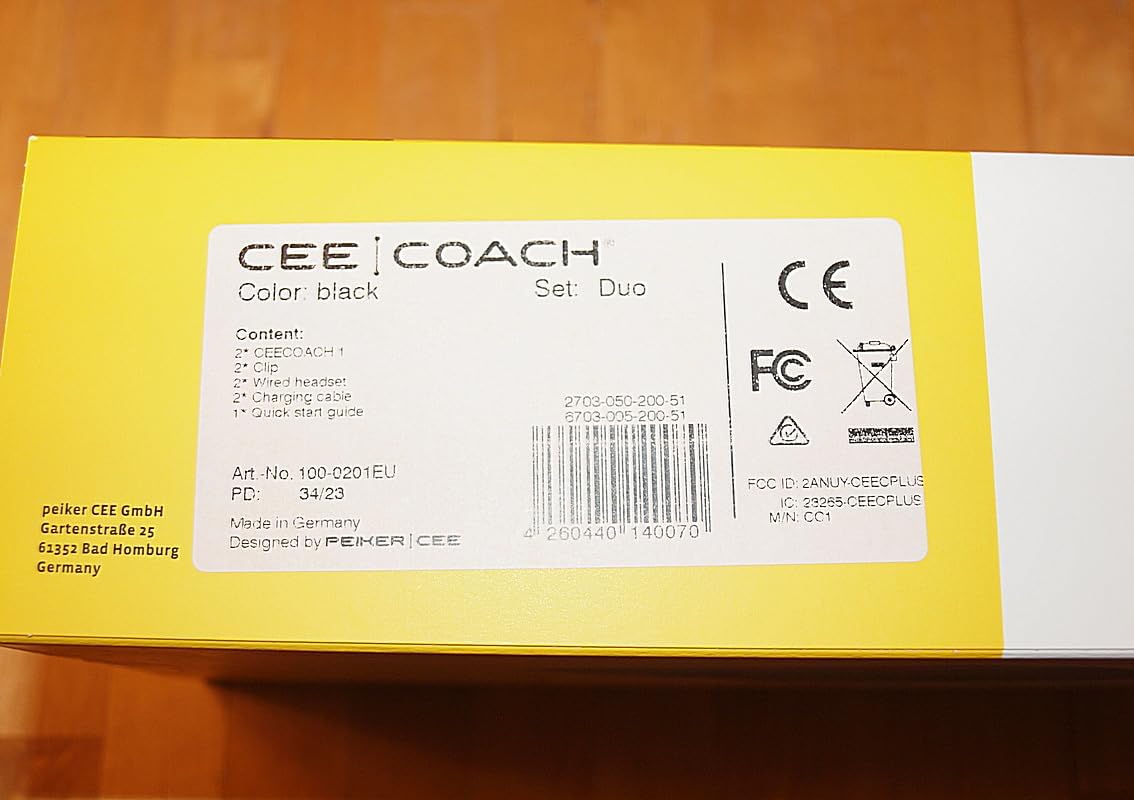 CEE|COACH®
Color: black Set: Duo
Content:
2* CEECOACH 1
2* Clip
2* Wired headset
2* Charging cable
1* Quick start guide
2703-050-200-51
6703-005-200-51
Art.-No. 100-0201EU
PD: 34/23
Made in Germany
Designed by PEIKER|CEE
4 260440 140070
CE
FC
FCC ID: 2ANUY-CEECPLUS
IC: 23265-CEECPLUS
M/N: CC1
peiker CEE GmbH
Gartenstraße 25
61352 Bad Homburg
Germany